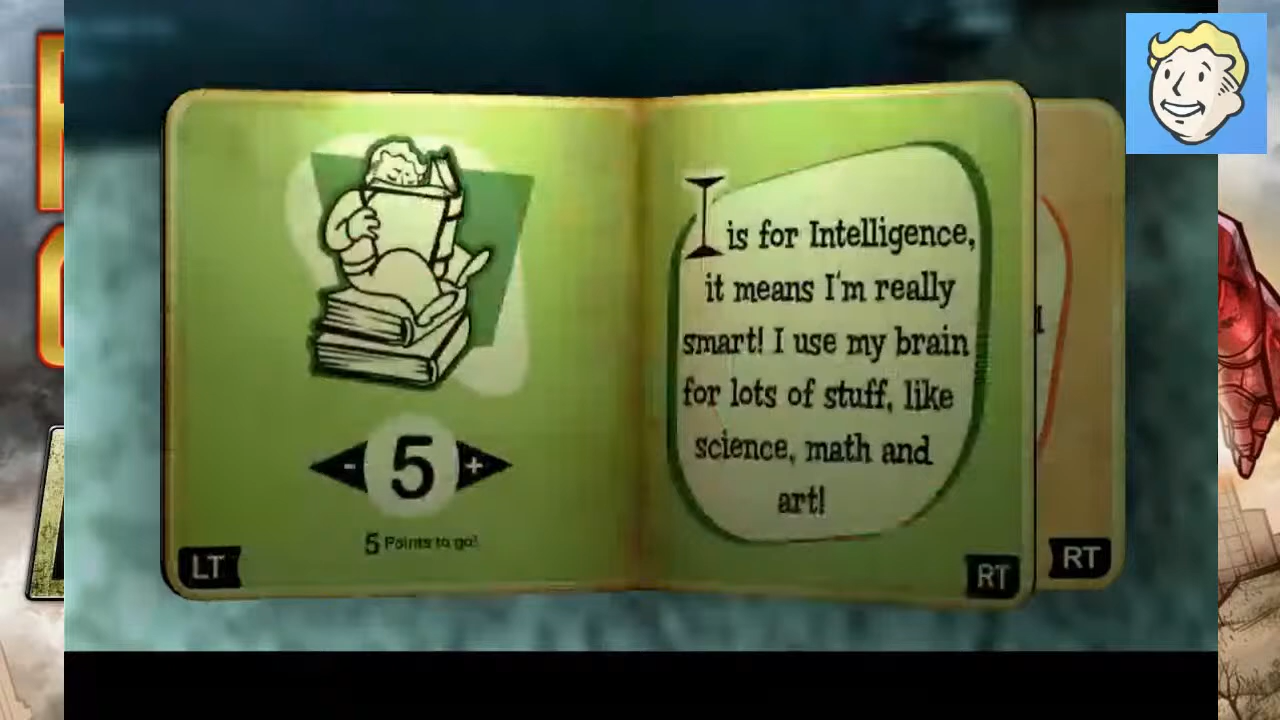 I is for Intelligence,
it means I'm really
smart! I use my brain
for lots of stuff, like
science, math and
art!
- 5 +
5 Points to go!
LT
RT
RT